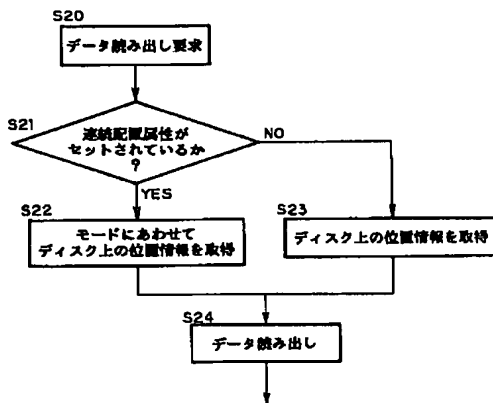 S20
データ読み出し要求
S21
連続配置属性が
セットされているか
?
NO
YES
S22
モードにあわせて
ディスク上の位置情報を取得
S23
ディスク上の位置情報を取得
S24
データ読み出し